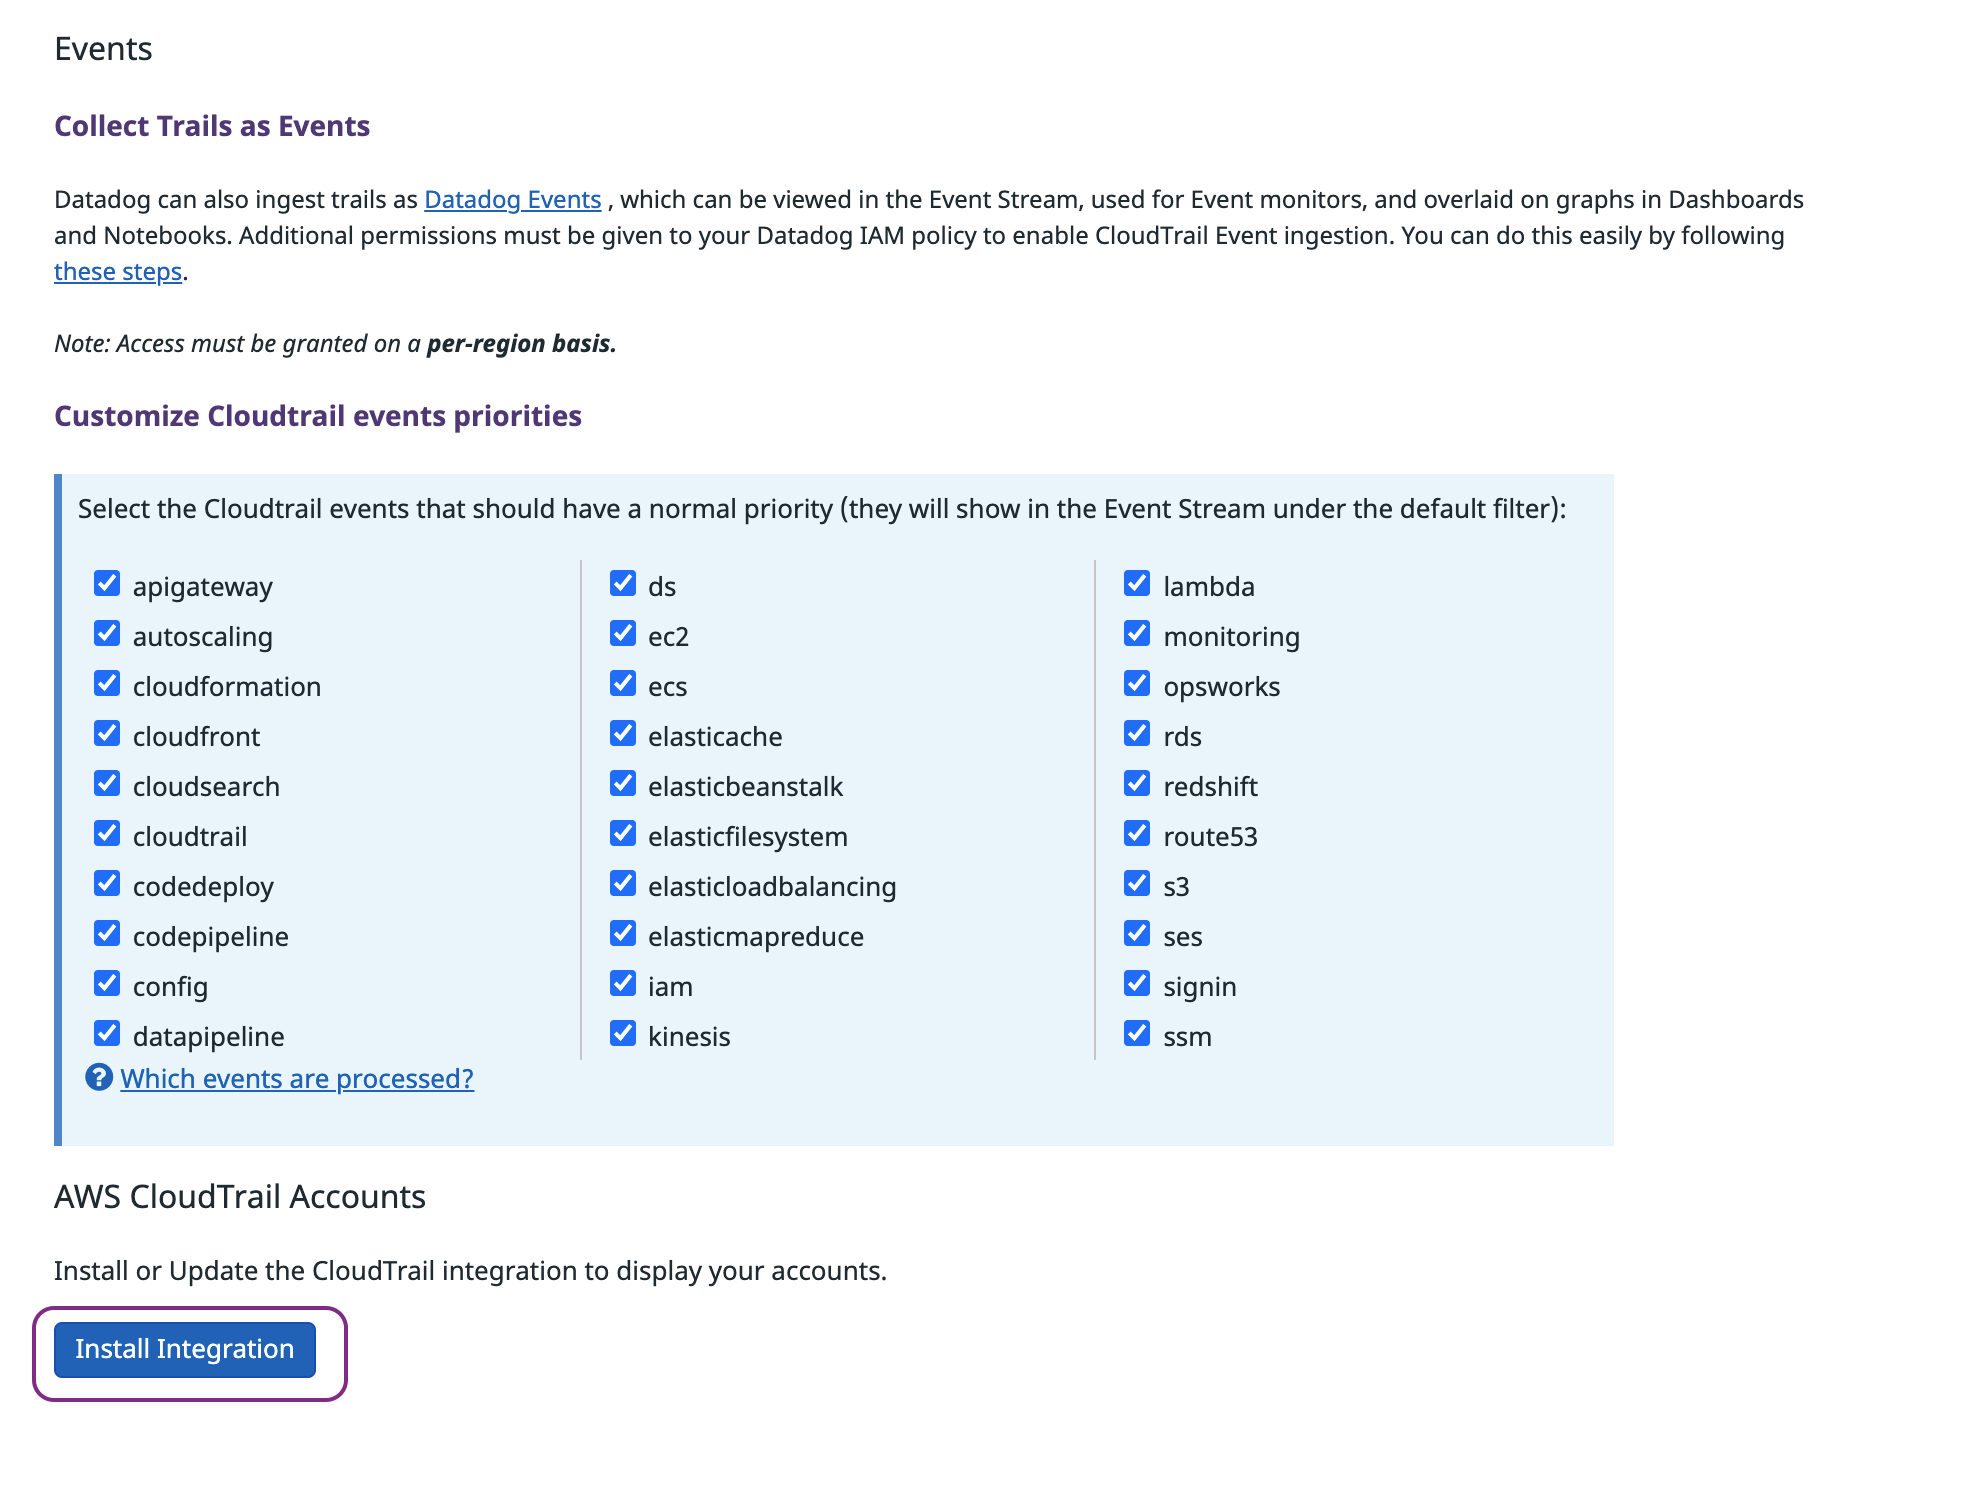 Events
Collect Trails as Events
Datadog can also ingest trails as Datadog Events , which can be viewed in the Event Stream, used for Event monitors, and overlaid on graphs in Dashboards
and Notebooks. Additional permissions must be given to your Datadog IAM policy to enable CloudTrail Event ingestion. You can do this easily by following
these steps.
Note: Access must be granted on a per-region basis.
Customize Cloudtrail events priorities
Select the Cloudtrail events that should have a normal priority (they will show in the Event Stream under the default filter):
apigateway
autoscaling
cloudformation
cloudfront
cloudsearch
cloudtrail
codedeploy
codepipeline
config
datapipeline
ds
ec2
ecs
elasticache
elasticbeanstalk
elasticfilesystem
elasticloadbalancing
elasticmapreduce
iam
kinesis
lambda
monitoring
opsworks
rds
redshift
route53
s3
ses
signin
ssm
? Which events are processed?
AWS CloudTrail Accounts
Install or Update the CloudTrail integration to display your accounts.
Install Integration